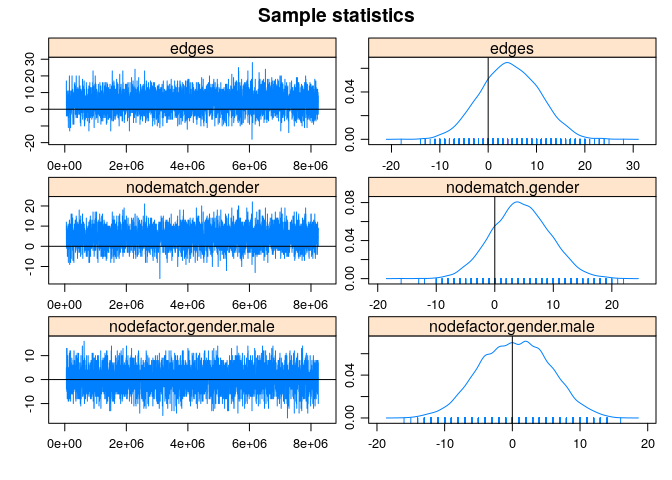 Sample statistics
edges
edges
-20 0 10 20 30
0.00 0.04
0e+00 2e+06 4e+06 6e+06 8e+06
-20 -10 0 10 20 30
nodematch.gender
nodematch.gender
-10 0 10 20
0.00 0.04 0.08
0e+00 2e+06 4e+06 6e+06 8e+06
-20 -10 0 10 20
nodefactor.gender.male
nodefactor.gender.male
-10 0 10
0.00 0.04
0e+00 2e+06 4e+06 6e+06 8e+06
-20 -10 0 10 20